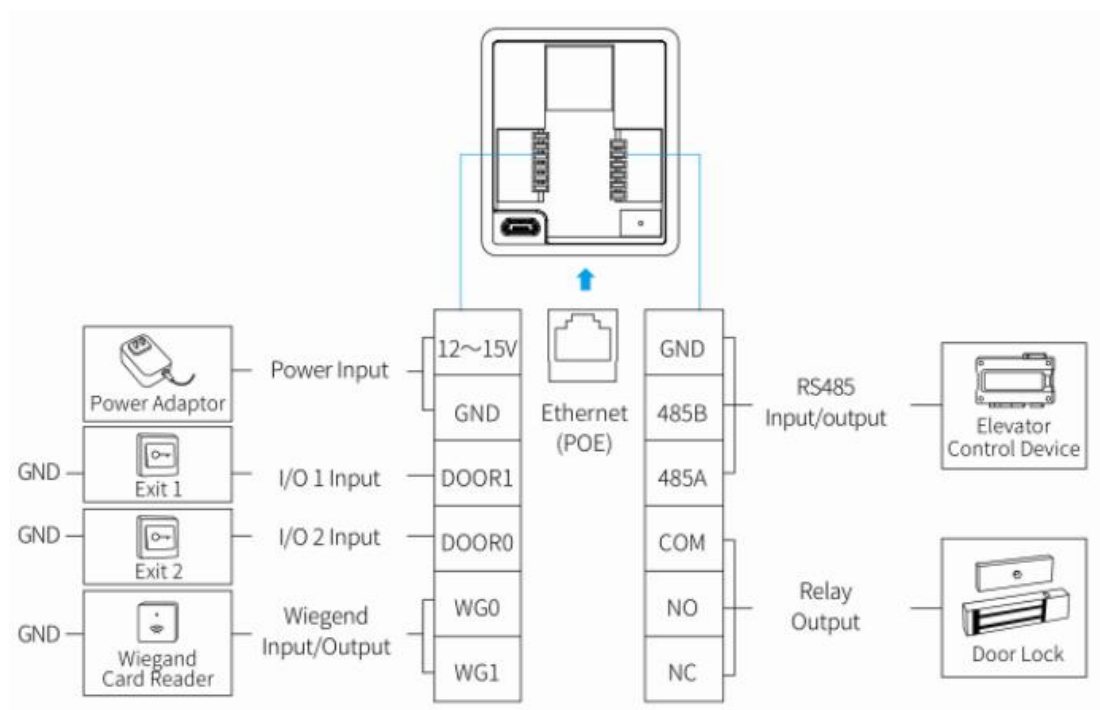 12～15V
GND
DOOR1
DOOR0
WG0
WG1
Ethernet
(POE)
GND
485B
485A
COM
NO
NC
Power Adaptor
Power Input
GND
Exit 1
I/O 1 Input
GND
Exit 2
I/O 2 Input
GND
Wiegand
Card Reader
Wiegend
Input/Output
RS485
Input/output
Elevator
Control Device
Relay
Output
Door Lock